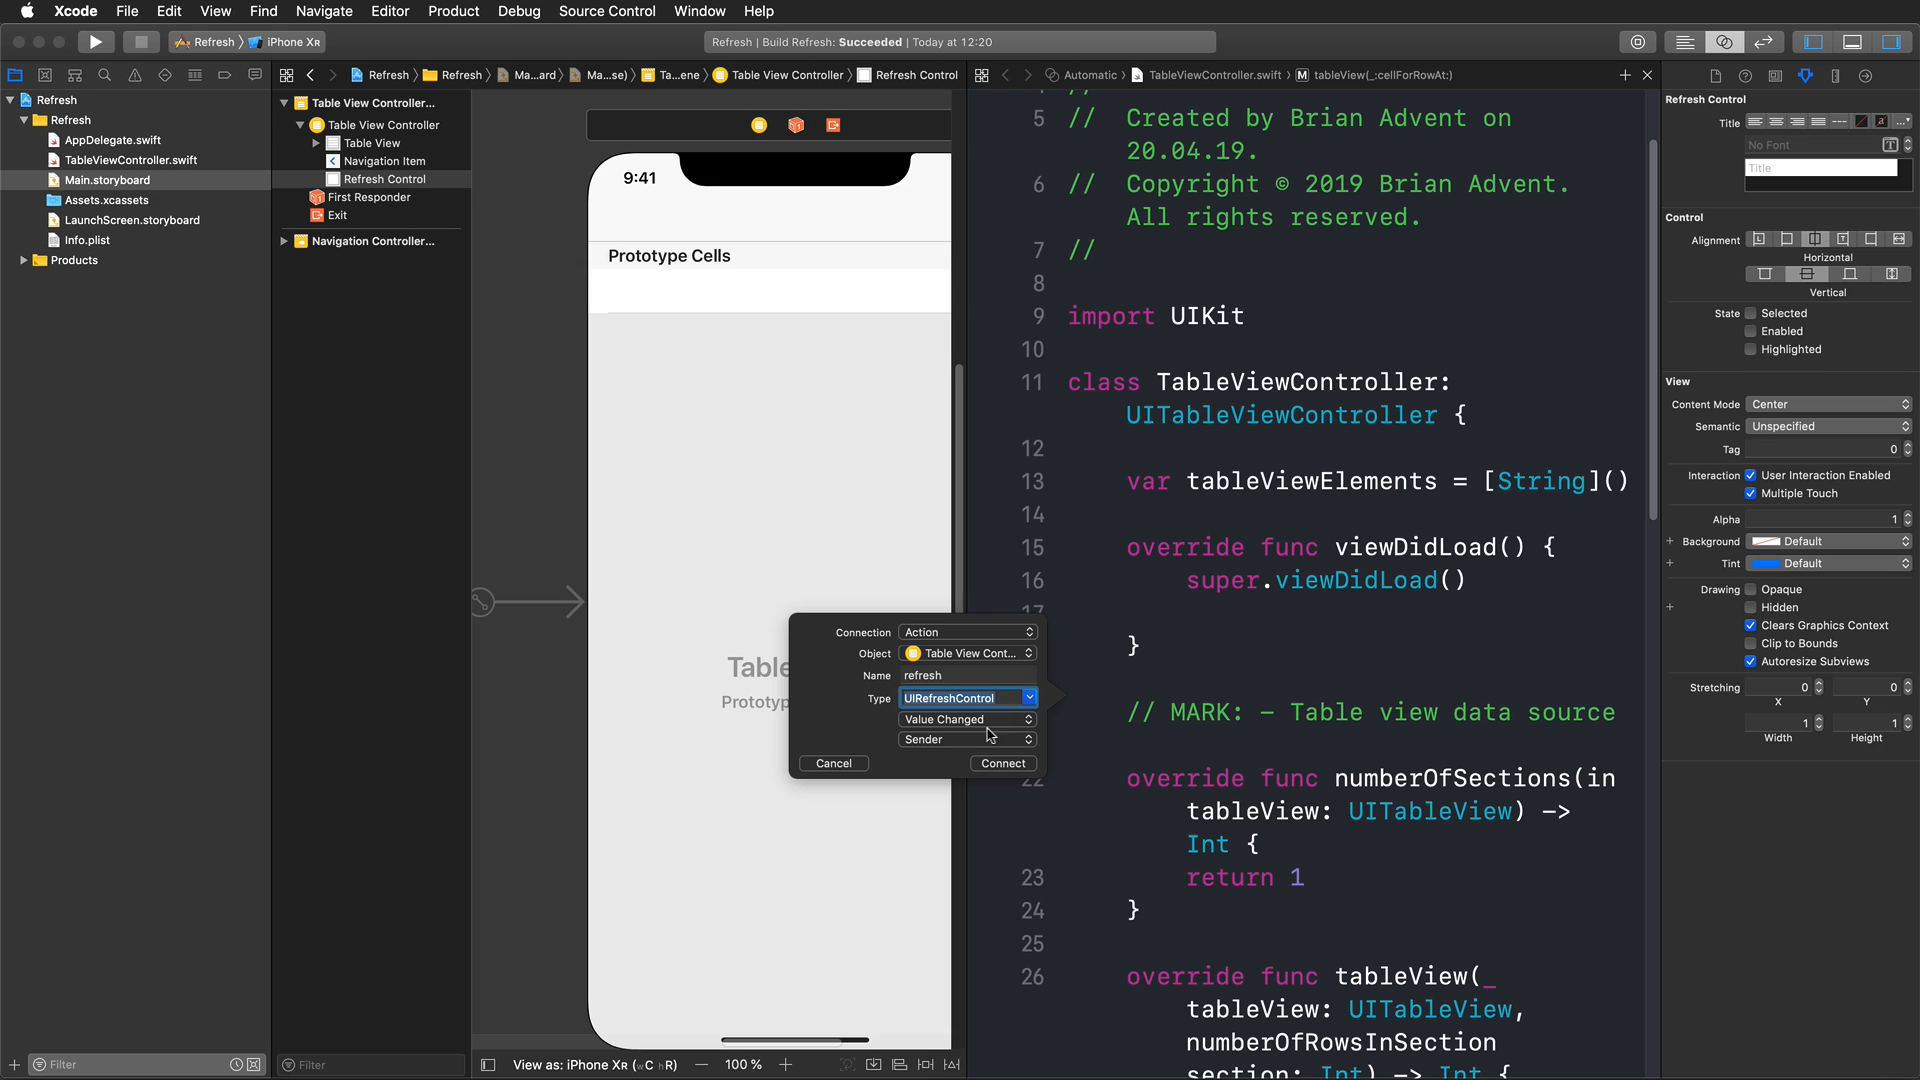 Xcode File Edit View Find Navigate Editor Product Debug Source Control Window Help
Refresh iPhone XR
Refresh | Build Refresh: Succeeded | Today at 12:20
Refresh Refresh Ma...ard) Ma...se) Ta...ene Table View Controller Refresh Control
Automatic TableViewController.swift M tableView(_:cellForRowAt:)
Refresh
Refresh
AppDelegate.swift
TableViewController.swift
Main.storyboard
Assets.xcassets
LaunchScreen.storyboard
Info.plist
Products
Filter
Table View Controller...
Table View Controller
Table View
Navigation Item
Refresh Control
First Responder
Exit
Navigation Controller...
Filter
9:41
Prototype Cells
Table
Prototyp
Connection Action
Object Table View Cont...
Name refresh
Type UIRefreshControl
Value Changed
Sender
Cancel Connect
View as: iPhone XR (wC hR) — 100% +
5 // Created by Brian Advent on
20.04.19.
6 // Copyright © 2019 Brian Advent.
All rights reserved.
7 //
8
9 import UIKit
10
11 class TableViewController:
UITableViewController {
12
13 var tableViewElements = [String]()
14
15 override func viewDidLoad() {
16 super.viewDidLoad()
17
}
// MARK: - Table view data source
22 override func numberOfSections(in
tableView: UITableView) ->
Int {
23 return 1
24 }
25
26 override func tableView(_
tableView: UITableView,
numberOfRowsInSection
section: Int) -> Int {
Refresh Control
Title
No Font
Title
Control
Alignment
Horizontal
Vertical
State Selected
Enabled
Highlighted
View
Content Mode Center
Semantic Unspecified
Tag 0
Interaction User Interaction Enabled
Multiple Touch
Alpha 1
Background Default
Tint Default
Drawing Opaque
Hidden
Clears Graphics Context
Clip to Bounds
Autoresize Subviews
Stretching 0 0
X Y
1 1
Width Height